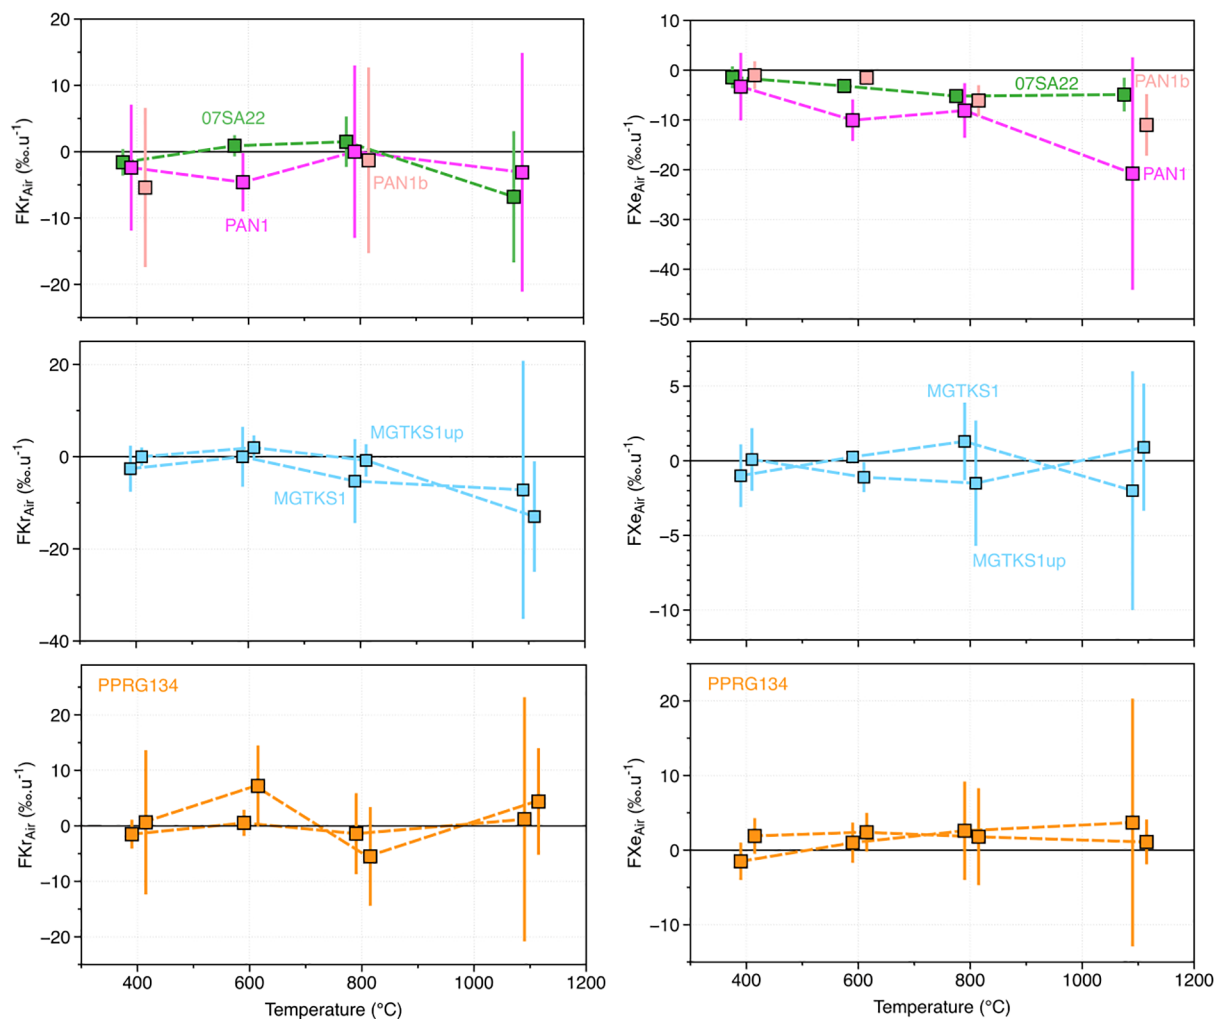 20
10
0
−10
−20
FKrAir (‰.u-1)
07SA22
PAN1
PAN1b
10
0
−10
−20
−30
−40
−50
FXeAir (‰.u-1)
07SA22
PAN1b
PAN1
20
0
−20
−40
FKrAir (‰.u-1)
MGTKS1up
MGTKS1
5
0
−5
−10
FXeAir (‰.u-1)
MGTKS1
MGTKS1up
PPRG134
20
10
0
−10
−20
FKrAir (‰.u-1)
400 600 800 1000 1200
Temperature (°C)
PPRG134
20
10
0
−10
FXeAir (‰.u-1)
400 600 800 1000 1200
Temperature (°C)